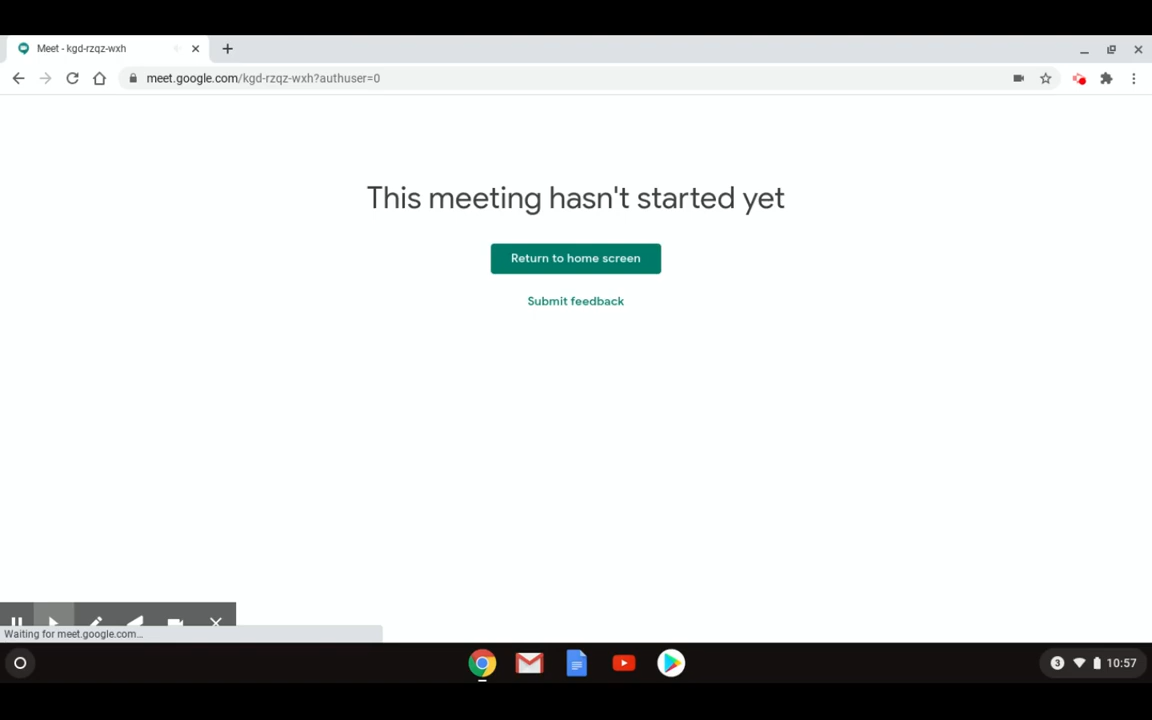 Meet - kgd-rzqz-wxh
meet.google.com/kgd-rzqz-wxh?authuser=0
This meeting hasn't started yet
Return to home screen
Submit feedback
Waiting for meet.google.com...
3 10:57